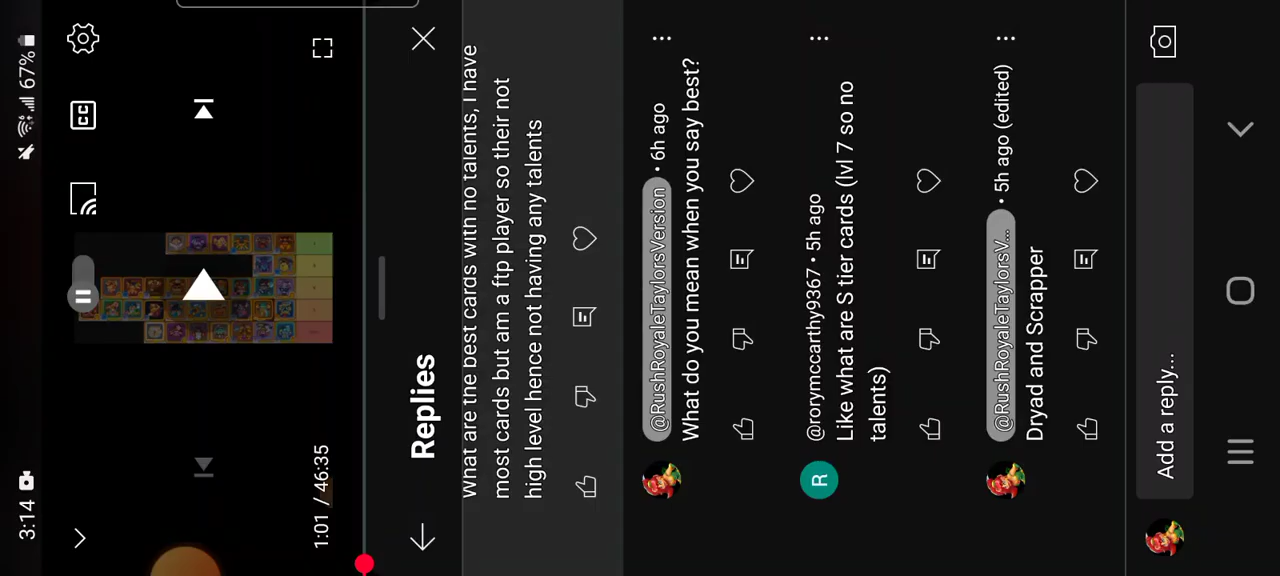 3:14
67%
CC
1:01 / 46:35
Replies
What are the best cards with no talents, I have
most cards but am a ftp player so their not
high level hence not having any talents
@RushRoyaleTaylorsVersion • 6h ago
What do you mean when you say best?
R
@rorymccarthy9367 • 5h ago
Like what are S tier cards (lvl 7 so no
talents)
@RushRoyaleTaylorsV... • 5h ago (edited)
Dryad and Scrapper
Add a reply...